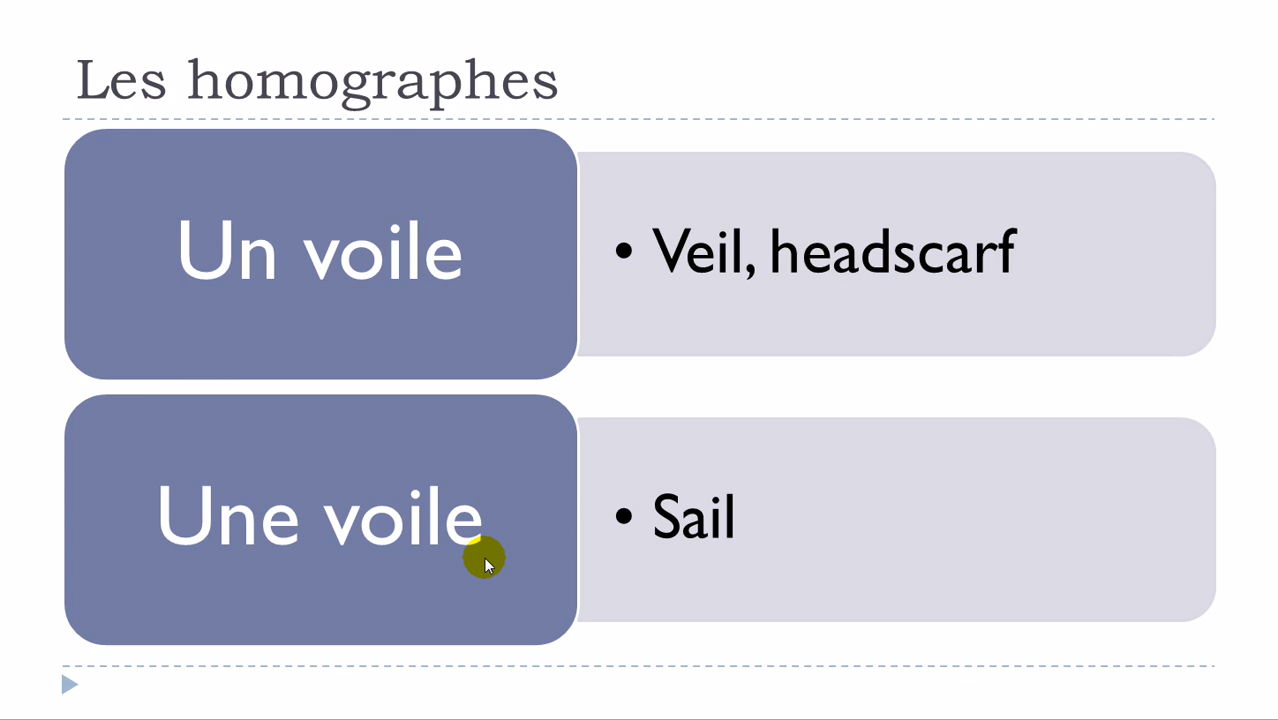 Les homographes
Un voile
• Veil, headscarf
Une voile
• Sail